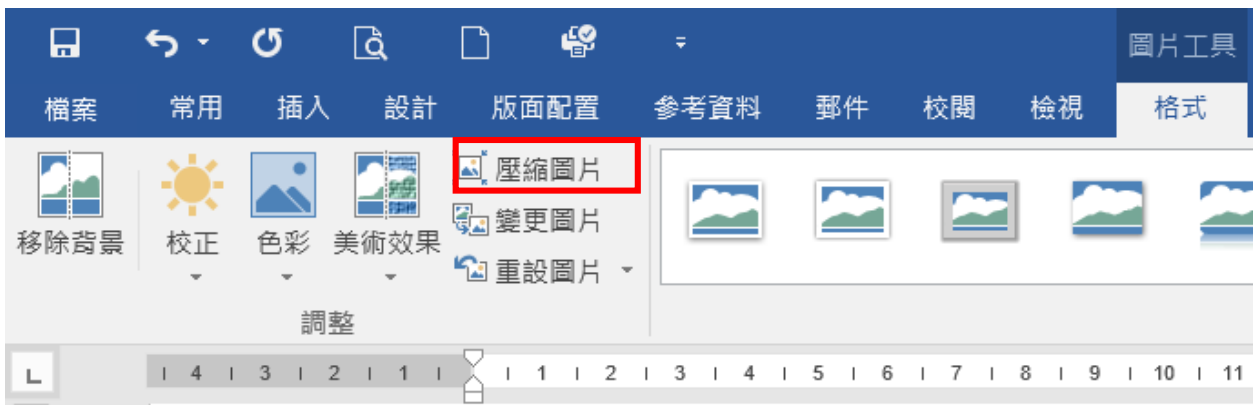 圖片工具
檔案 常用 插入 設計 版面配置 參考資料 郵件 校閱 檢視 格式
壓縮圖片
變更圖片
重設圖片
移除背景 校正 色彩 美術效果
調整
L 4 3 2 1 1 2 3 4 5 6 7 8 9 10 11